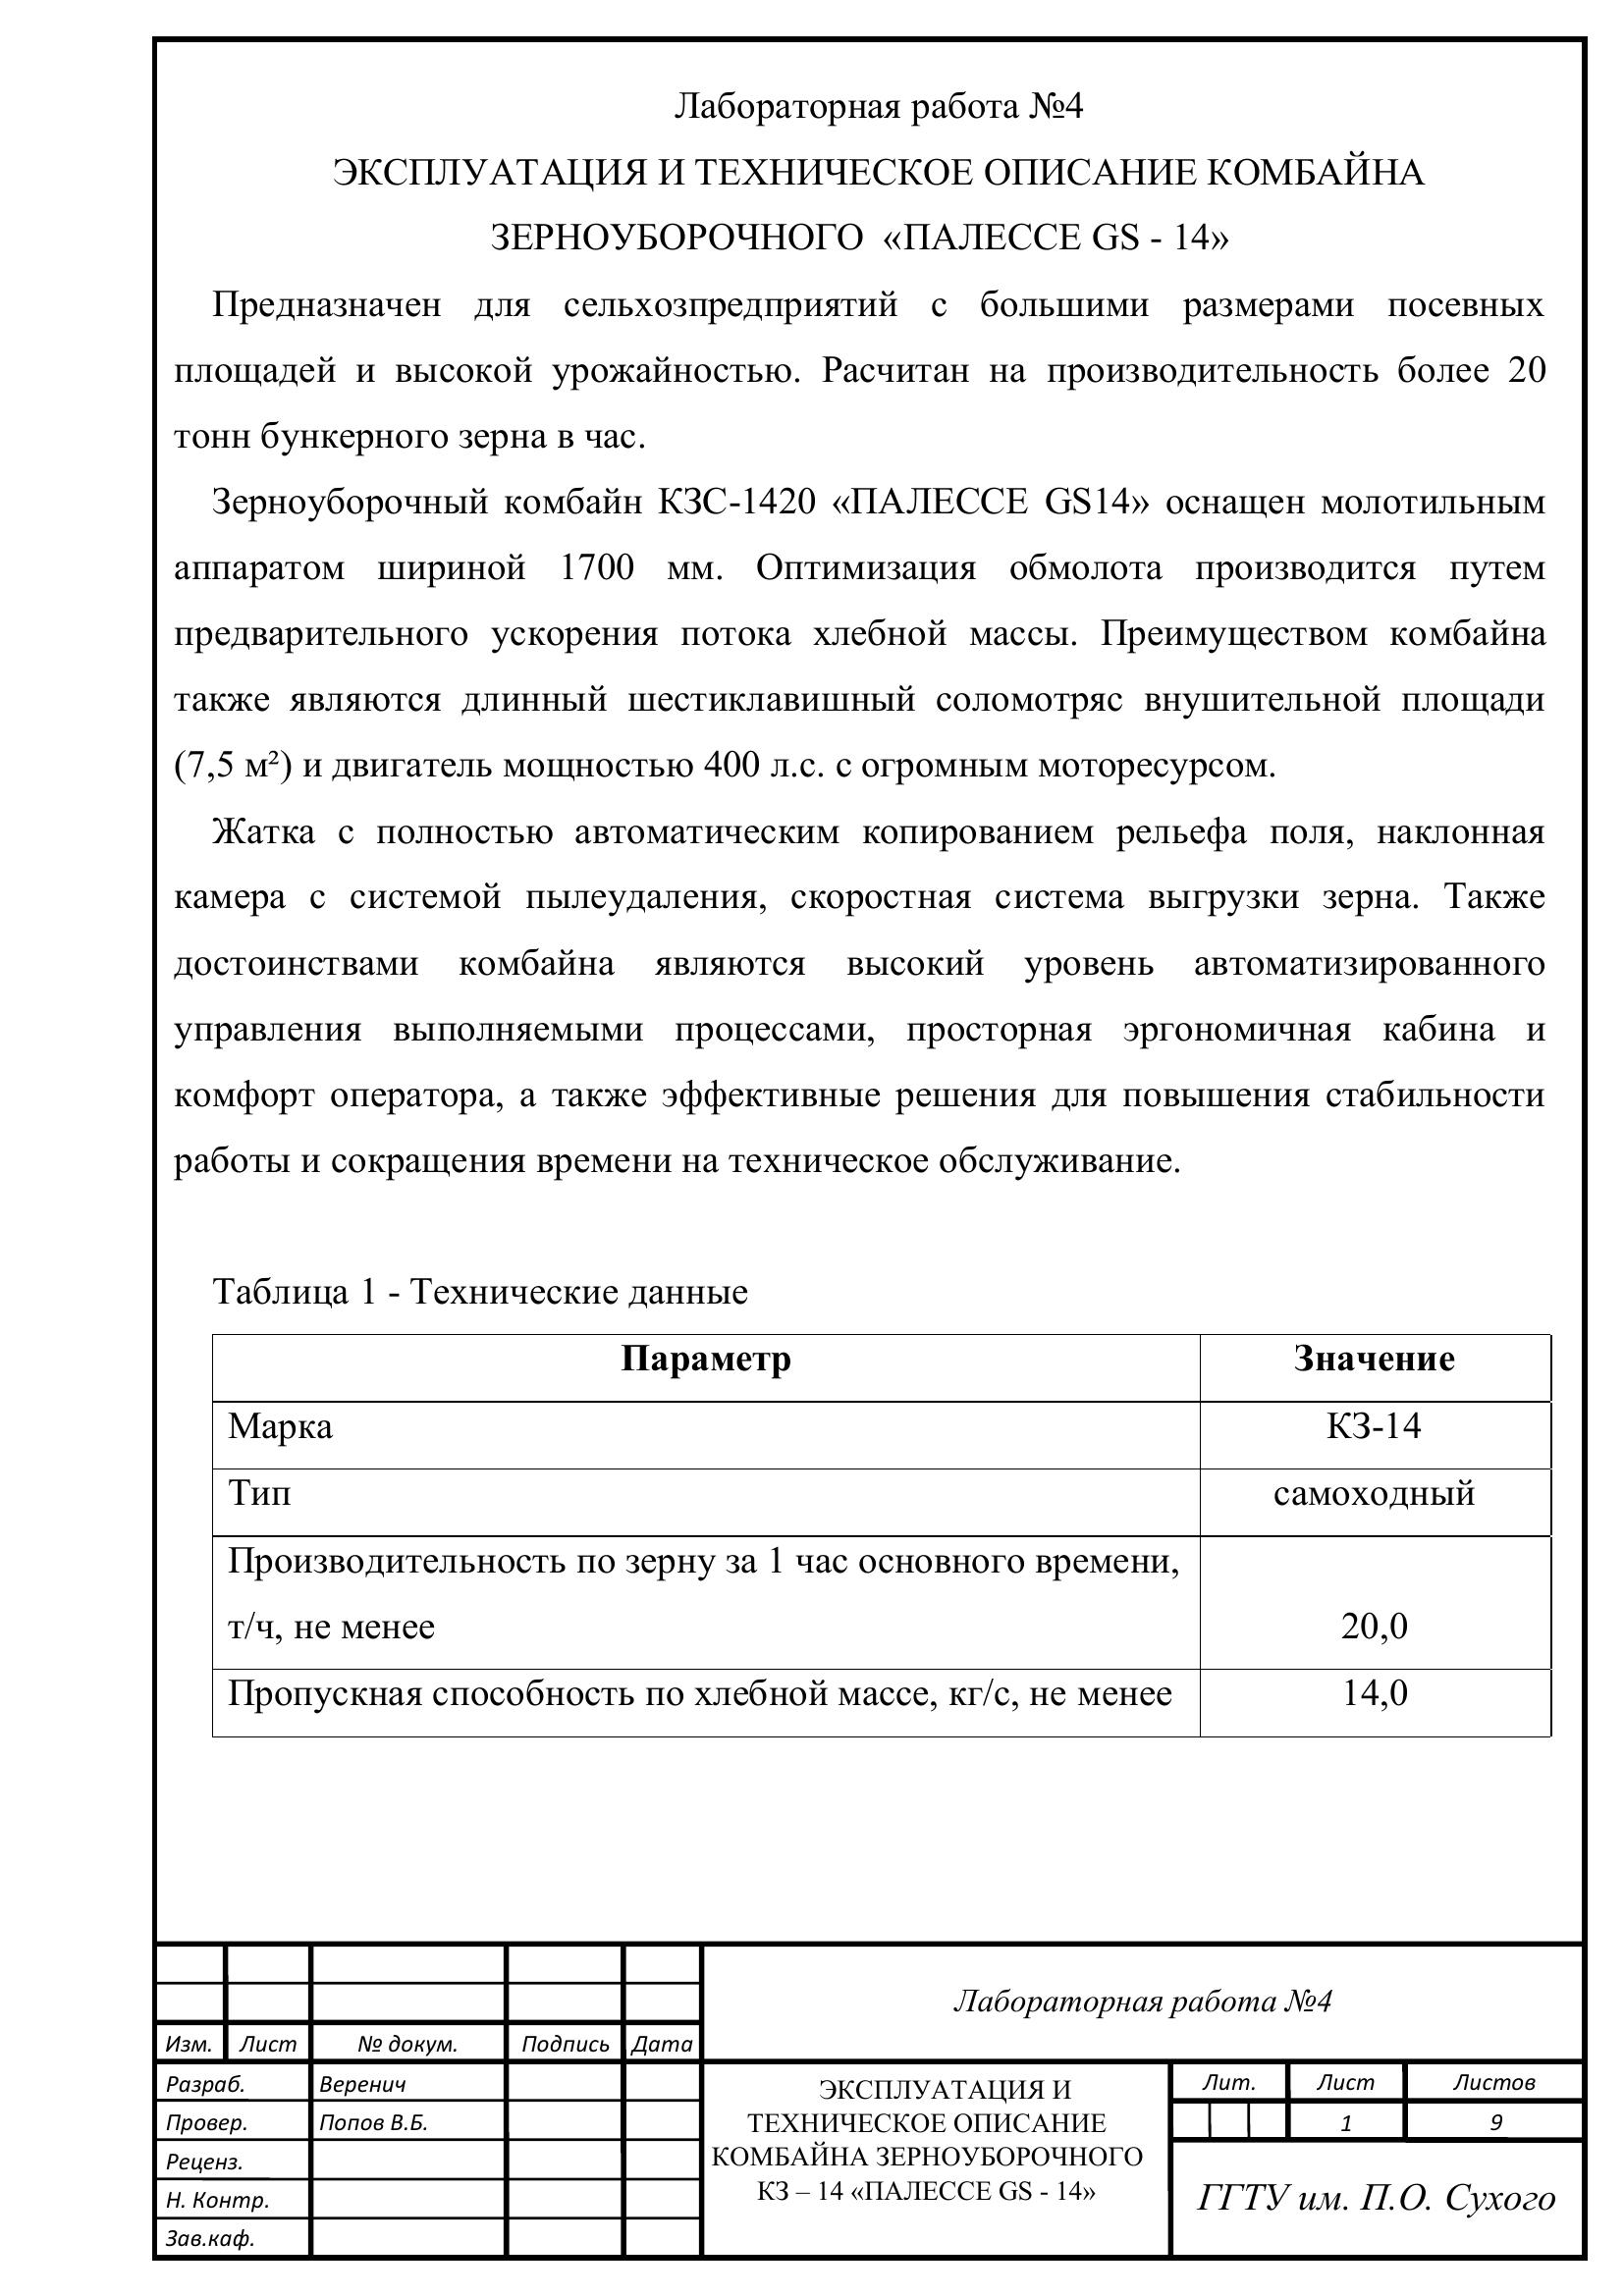 Лабораторная работа №4
ЭКСПЛУАТАЦИЯ И ТЕХНИЧЕСКОЕ ОПИСАНИЕ КОМБАЙНА
ЗЕРНОУБОРОЧНОГО «ПАЛЕССЕ GS - 14»
Предназначен для сельхозпредприятий с большими размерами посевных
площадей и высокой урожайностью. Расчитан на производительность более 20
тонн бункерного зерна в час.
Зерноуборочный комбайн КЗС-1420 «ПАЛЕССЕ GS14» оснащен молотильным
аппаратом шириной 1700 мм. Оптимизация обмолота производится путем
предварительного ускорения потока хлебной массы. Преимуществом комбайна
также являются длинный шестиклавишный соломотряс внушительной площади
(7,5 м²) и двигатель мощностью 400 л.с. с огромным моторесурсом.
Жатка с полностью автоматическим копированием рельефа поля, наклонная
камера с системой пылеудаления, скоростная система выгрузки зерна. Также
достоинствами комбайна являются высокий уровень автоматизированного
управления выполняемыми процессами, просторная эргономичная кабина и
комфорт оператора, а также эффективные решения для повышения стабильности
работы и сокращения времени на техническое обслуживание.
Таблица 1 - Технические данные
Параметр Значение
Марка КЗ-14
Тип самоходный
Производительность по зерну за 1 час основного времени,
т/ч, не менее 20,0
Пропускная способность по хлебной массе, кг/с, не менее 14,0
Лабораторная работа №4
Изм. Лист № докум. Подпись Дата
Разраб. Веренич
Провер. Попов В.Б.
Реценз.
Н. Контр.
Зав.каф.
ЭКСПЛУАТАЦИЯ И
ТЕХНИЧЕСКОЕ ОПИСАНИЕ
КОМБАЙНА ЗЕРНОУБОРОЧНОГО
КЗ – 14 «ПАЛЕССЕ GS - 14»
Лит. Лист Листов
1 9
ГГТУ им. П.О. Сухого